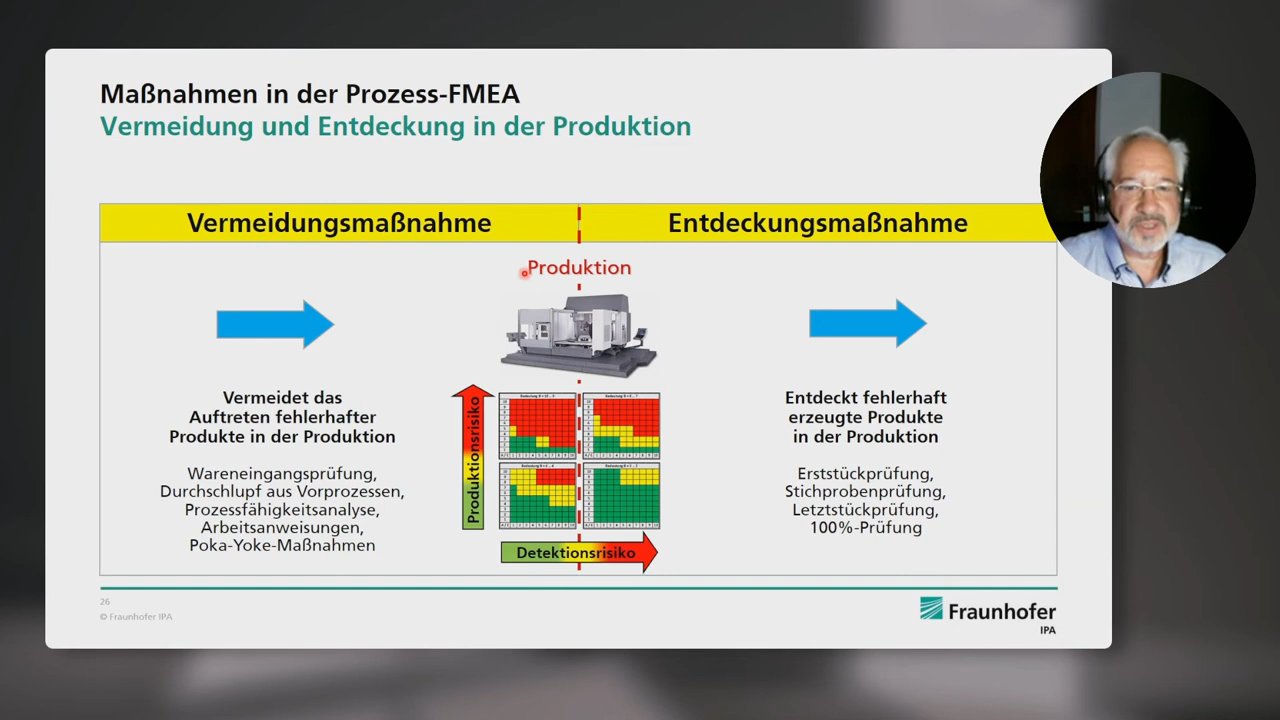 Maßnahmen in der Prozess-FMEA
Vermeidung und Entdeckung in der Produktion
Vermeidungsmaßnahme
Entdeckungsmaßnahme
Produktion
Vermeidet das
Auftreten fehlerhafter
Produkte in der Produktion
Wareneingangsprüfung,
Durchschlupf aus Vorprozessen,
Prozessfähigkeitsanalyse,
Arbeitsanweisungen,
Poka-Yoke-Maßnahmen
Produktionsrisiko
Detektionsrisiko
Entdeckt fehlerhaft
erzeugte Produkte
in der Produktion
Erststückprüfung,
Stichprobenprüfung,
Letztstückprüfung,
100%-Prüfung
26
© Fraunhofer IPA
Fraunhofer
IPA